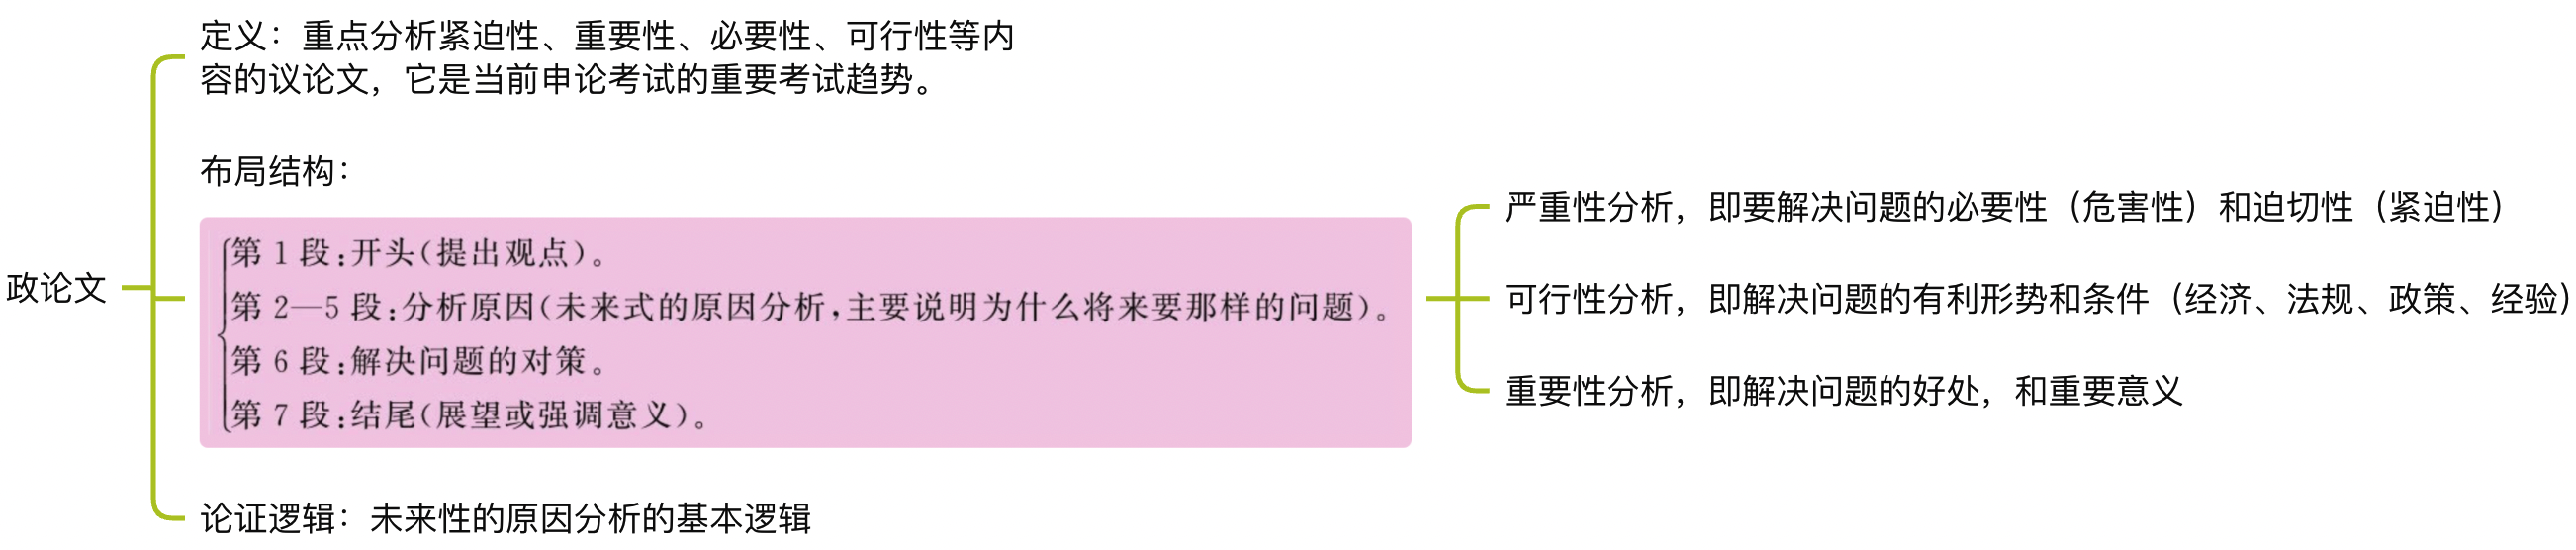 政论文
定义：重点分析紧迫性、重要性、必要性、可行性等内
容的议论文，它是当前申论考试的重要考试趋势。
布局结构：
第 1 段:开头(提出观点)。
第 2—5 段:分析原因(未来式的原因分析,主要说明为什么将来要那样的问题)。
第 6 段:解决问题的对策。
第 7 段:结尾(展望或强调意义)。
严重性分析，即要解决问题的必要性（危害性）和迫切性（紧迫性）
可行性分析，即解决问题的有利形势和条件（经济、法规、政策、经验）
重要性分析，即解决问题的好处，和重要意义
论证逻辑：未来性的原因分析的基本逻辑